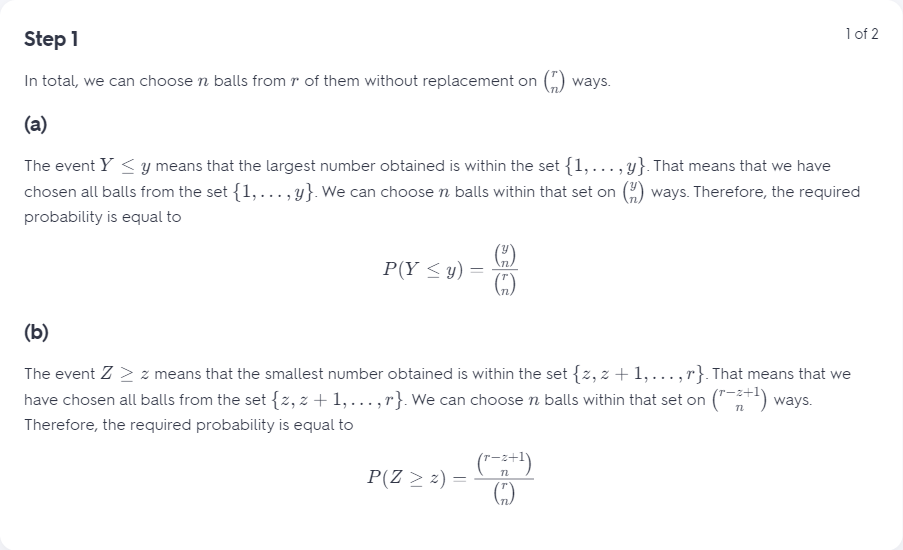 Step 1
1 of 2
In total, we can choose $n$ balls from $r$ of them without replacement on $\binom{r}{n}$ ways.
(a)
The event $Y \leq y$ means that the largest number obtained is within the set $\{1, \ldots, y\}$. That means that we have
chosen all balls from the set $\{1, \ldots, y\}$. We can choose $n$ balls within that set on $\binom{y}{n}$ ways. Therefore, the required
probability is equal to
$P(Y \leq y) = \frac{\binom{y}{n}}{\binom{r}{n}}$
(b)
The event $Z \geq z$ means that the smallest number obtained is within the set $\{z, z+1, \ldots, r\}$. That means that we
have chosen all balls from the set $\{z, z+1, \ldots, r\}$. We can choose $n$ balls within that set on $\binom{r-z+1}{n}$ ways.
Therefore, the required probability is equal to
$P(Z \geq z) = \frac{\binom{r-z+1}{n}}{\binom{r}{n}}$